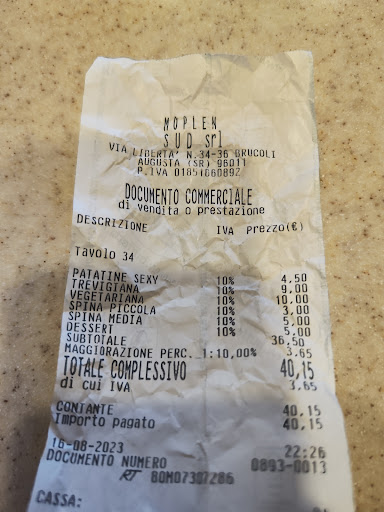 MOPLEN
SUD srl
VIA LIBERTA' N.34-36 BRUCOLI
AUGUSTA (SR) 96011
P.IVA 01851660892
DOCUMENTO COMMERCIALE
di vendita o prestazione
DESCRIZIONE IVA Prezzo(€)
Tavolo 34
PATATINE SEXY 10% 4,50
TREVIGIANA 10% 9,00
VEGETARIANA 10% 10,00
SPINA PICCOLA 10% 3,00
SPINA MEDIA 10% 5,00
DESSERT 10% 5,00
SUBTOTALE 36,50
MAGGIORAZIONE PERC. 1:10,00% 3,65
TOTALE COMPLESSIVO 40,15
di cui IVA 3,65
CONTANTE 40,15
Importo pagato 40,15
16-08-2023 22:26
DOCUMENTO NUMERO 0893-0013
RT 80M07307286
CASSA: